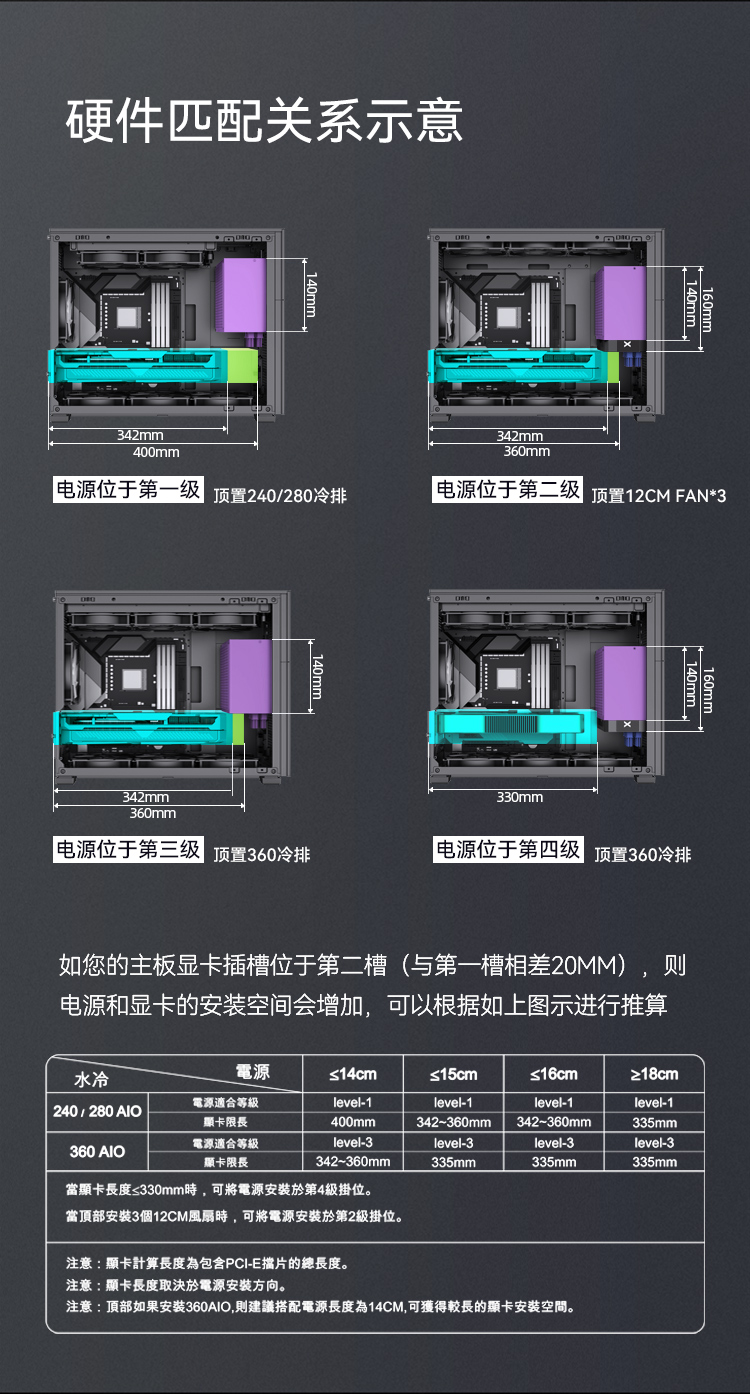 硬件匹配关系示意
140mm
342mm
400mm
电源位于第一级 顶置240/280冷排
160mm
140mm
X
342mm
360mm
电源位于第二级 顶置12CM FAN*3
140mm
342mm
360mm
电源位于第三级 顶置360冷排
160mm
140mm
X
330mm
电源位于第四级 顶置360冷排
如您的主板显卡插槽位于第二槽（与第一槽相差20MM），则
电源和显卡的安装空间会增加，可以根据如上图示进行推算
水冷 電源 ≤14cm ≤15cm ≤16cm ≥18cm
240 / 280 AIO 電源適合等級 level-1 level-1 level-1 level-1
顯卡限長 400mm 342~360mm 342~360mm 335mm
360 AIO 電源適合等級 level-3 level-3 level-3 level-3
顯卡限長 342~360mm 335mm 335mm 335mm
當顯卡長度≤330mm時，可將電源安裝於第4級掛位。
當頂部安裝3個12CM風扇時，可將電源安裝於第2級掛位。
注意：顯卡計算長度為包含PCI-E擋片的總長度。
注意：顯卡長度取決於電源安裝方向。
注意：頂部如果安裝360AIO,則建議搭配電源長度為14CM,可獲得較長的顯卡安裝空間。